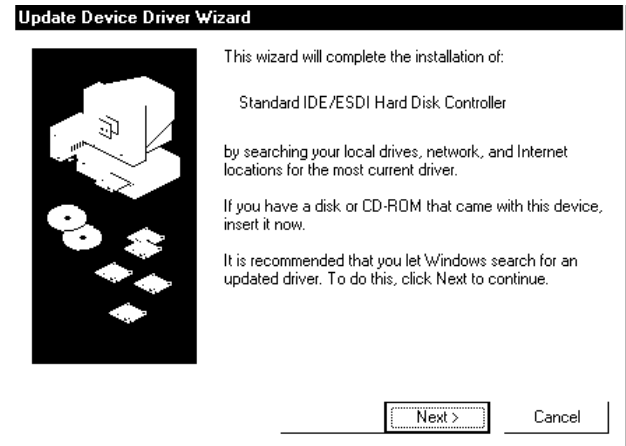 Update Device Driver Wizard
This wizard will complete the installation of:
Standard IDE/ESDI Hard Disk Controller
by searching your local drives, network, and Internet
locations for the most current driver.
If you have a disk or CD-ROM that came with this device,
insert it now.
It is recommended that you let Windows search for an
updated driver. To do this, click Next to continue.
Next >
Cancel